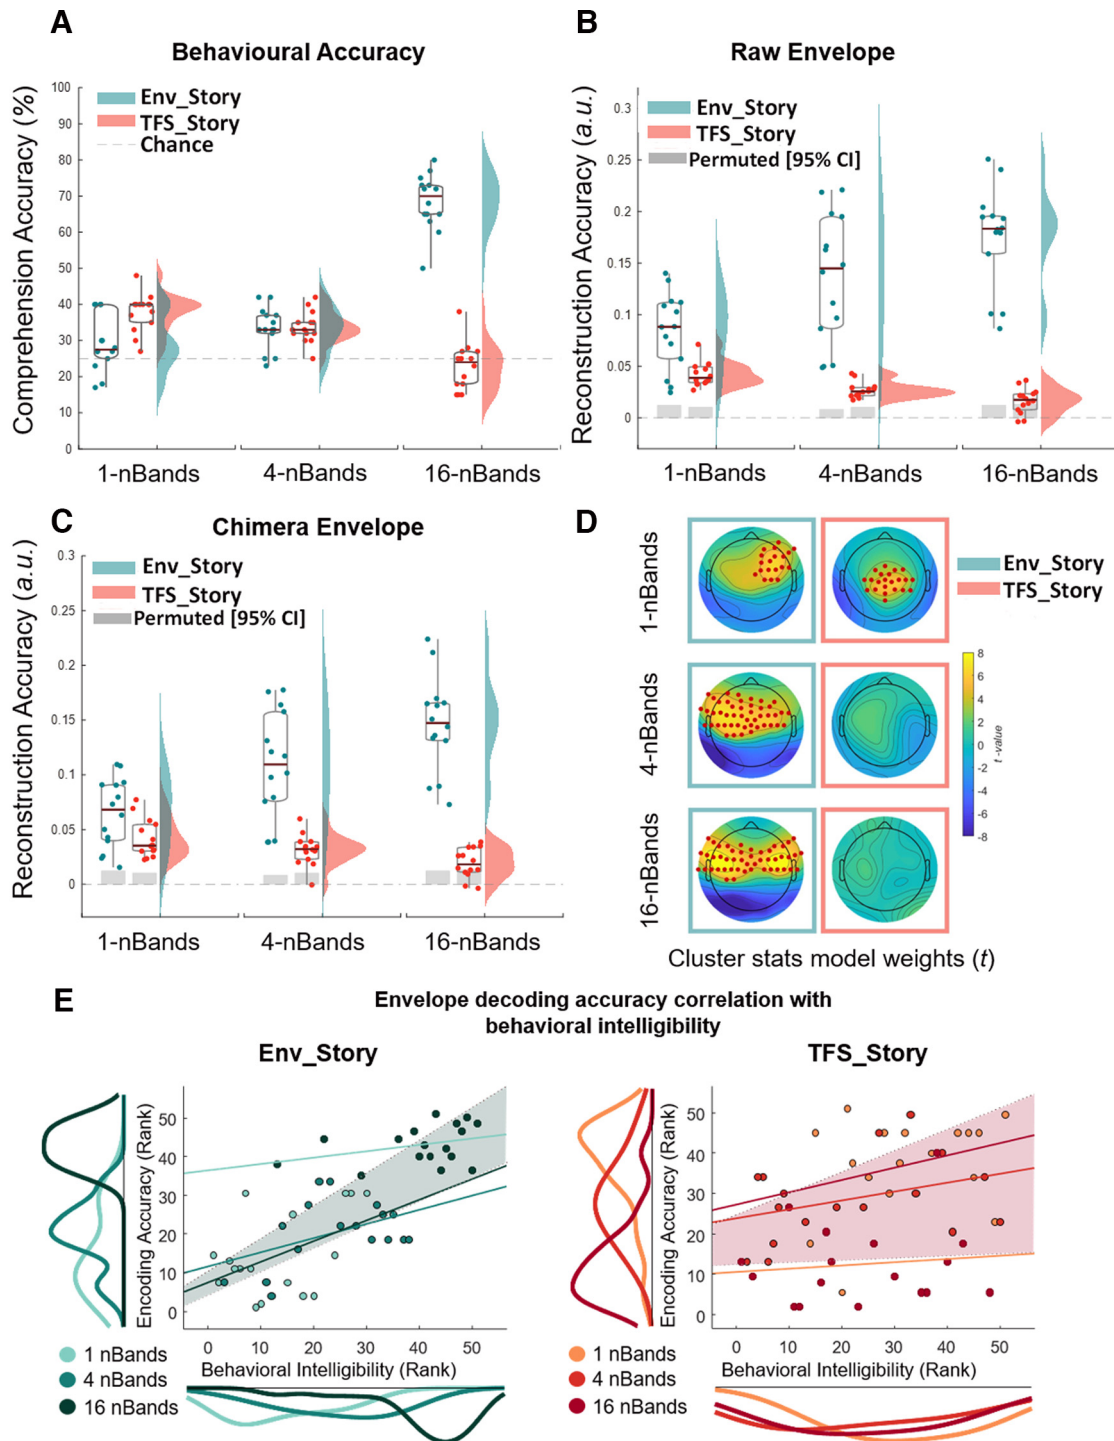 A
Behavioural Accuracy
Comprehension Accuracy (%)
100
90
80
70
60
50
40
30
20
10
0
Env_Story
TFS_Story
Chance
1-nBands
4-nBands
16-nBands
B
Raw Envelope
Reconstruction Accuracy (a.u.)
0.3
0.25
0.2
0.15
0.1
0.05
0
Env_Story
TFS_Story
Permuted [95% CI]
1-nBands
4-nBands
16-nBands
C
Chimera Envelope
Reconstruction Accuracy (a.u.)
0.3
0.25
0.2
0.15
0.1
0.05
0
Env_Story
TFS_Story
Permuted [95% CI]
1-nBands
4-nBands
16-nBands
D
1-nBands
4-nBands
16-nBands
Env_Story
TFS_Story
8
6
4
2
0
-2
-4
-6
-8
t-value
Cluster stats model weights (t)
E
Envelope decoding accuracy correlation with
behavioral intelligibility
Env_Story
Encoding Accuracy (Rank)
50
40
30
20
10
0
0 10 20 30 40 50
Behavioral Intelligibility (Rank)
1 nBands
4 nBands
16 nBands
TFS_Story
Encoding Accuracy (Rank)
50
40
30
20
10
0
0 10 20 30 40 50
Behavioral Intelligibility (Rank)
1 nBands
4 nBands
16 nBands